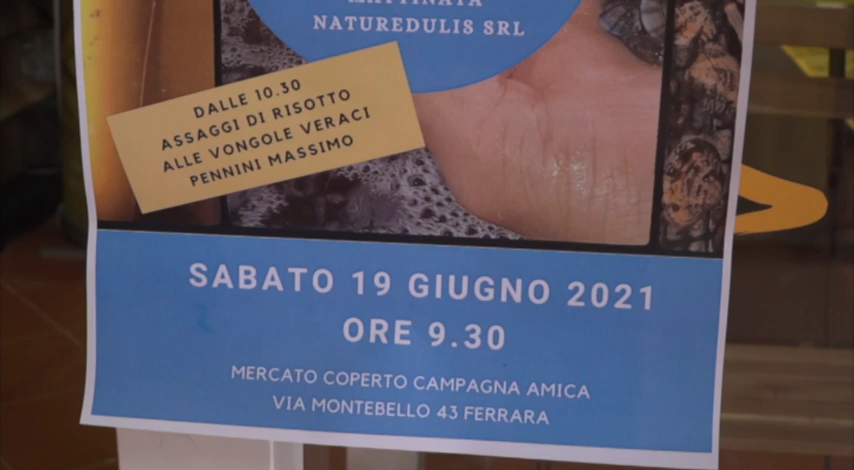 MATTINATA
NATUREDULIS SRL
DALLE 10.30
ASSAGGI DI RISOTTO
ALLE VONGOLE VERACI
PENNINI MASSIMO
SABATO 19 GIUGNO 2021
ORE 9.30
MERCATO COPERTO CAMPAGNA AMICA
VIA MONTEBELLO 43 FERRARA